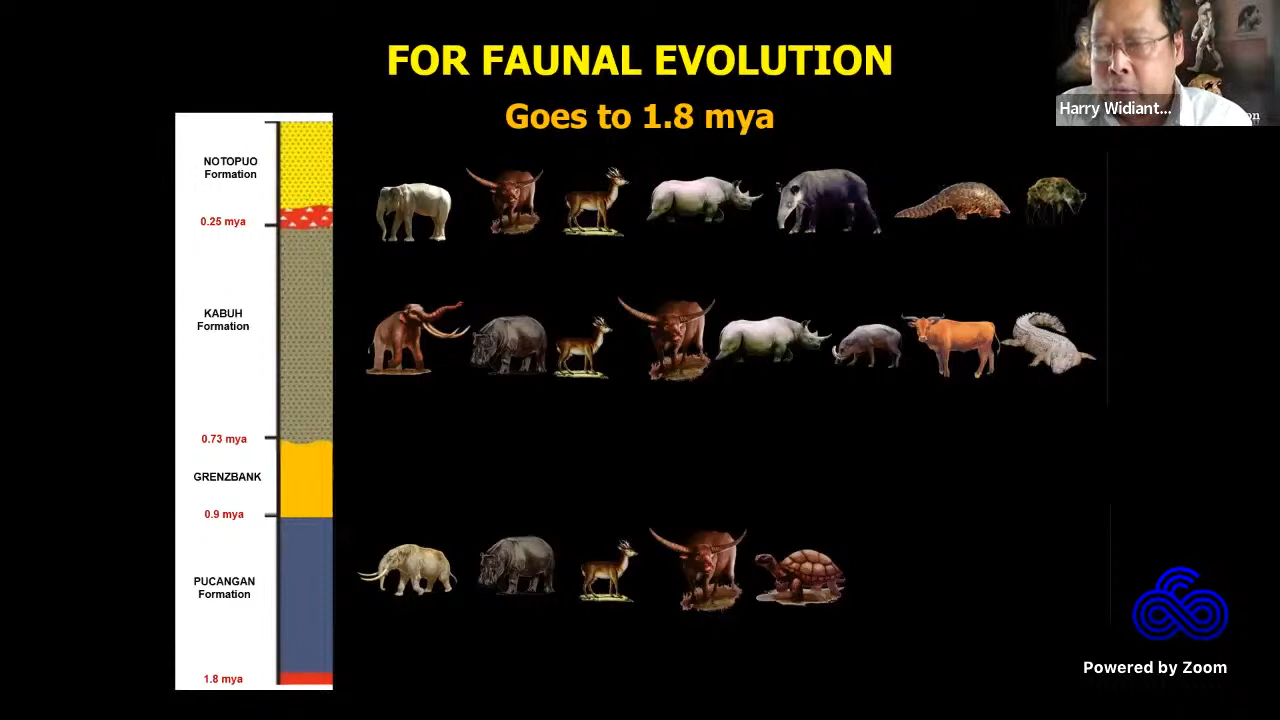 FOR FAUNAL EVOLUTION
Goes to 1.8 mya
Harry Widiant...
on
NOTOPUO
Formation
0.25 mya
KABUH
Formation
0.73 mya
GRENZBANK
0.9 mya
PUCANGAN
Formation
1.8 mya
Powered by Zoom